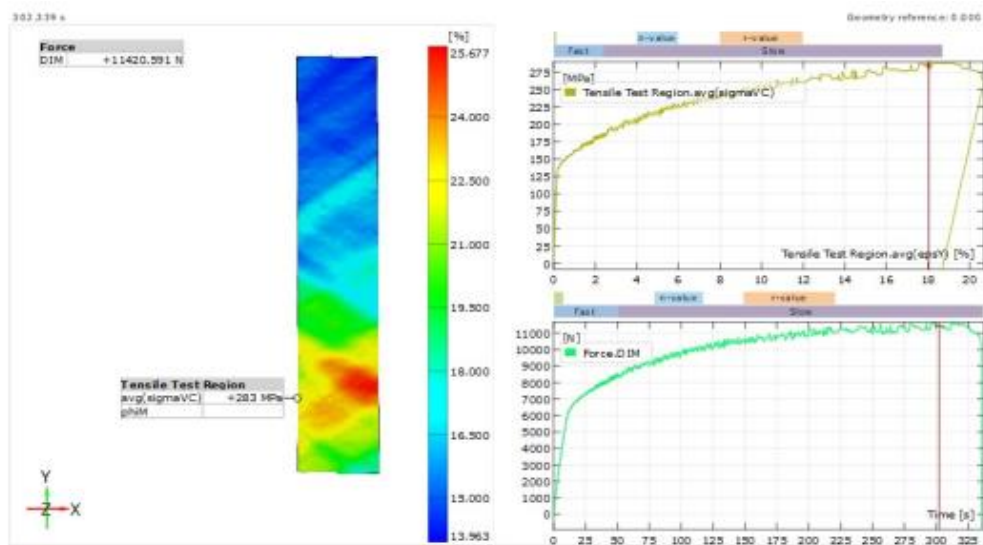 302.339 s
Geometry reference: 0.000
Force
DIM +11420.591 N
[%]
25.677
24.000
22.500
21.000
19.500
18.000
16.500
15.000
13.963
Tensile Test Region
avg(sigmaVC) +283 MPa
phiM
Y
Z X
n-value r-value
Fast Slow
[MPa]
Tensile Test Region.avg(sigmaVC)
275
250
225
200
175
150
125
100
75
50
25
0
Tensile Test Region.avg(epsY) [%]
0 2 4 6 8 10 12 14 16 18 20
n-value r-value
Fast Slow
[N]
Force.DIM
11000
10000
9000
8000
7000
6000
5000
4000
3000
2000
1000
0
Time [s]
0 25 50 75 100 125 150 175 200 225 250 275 300 325